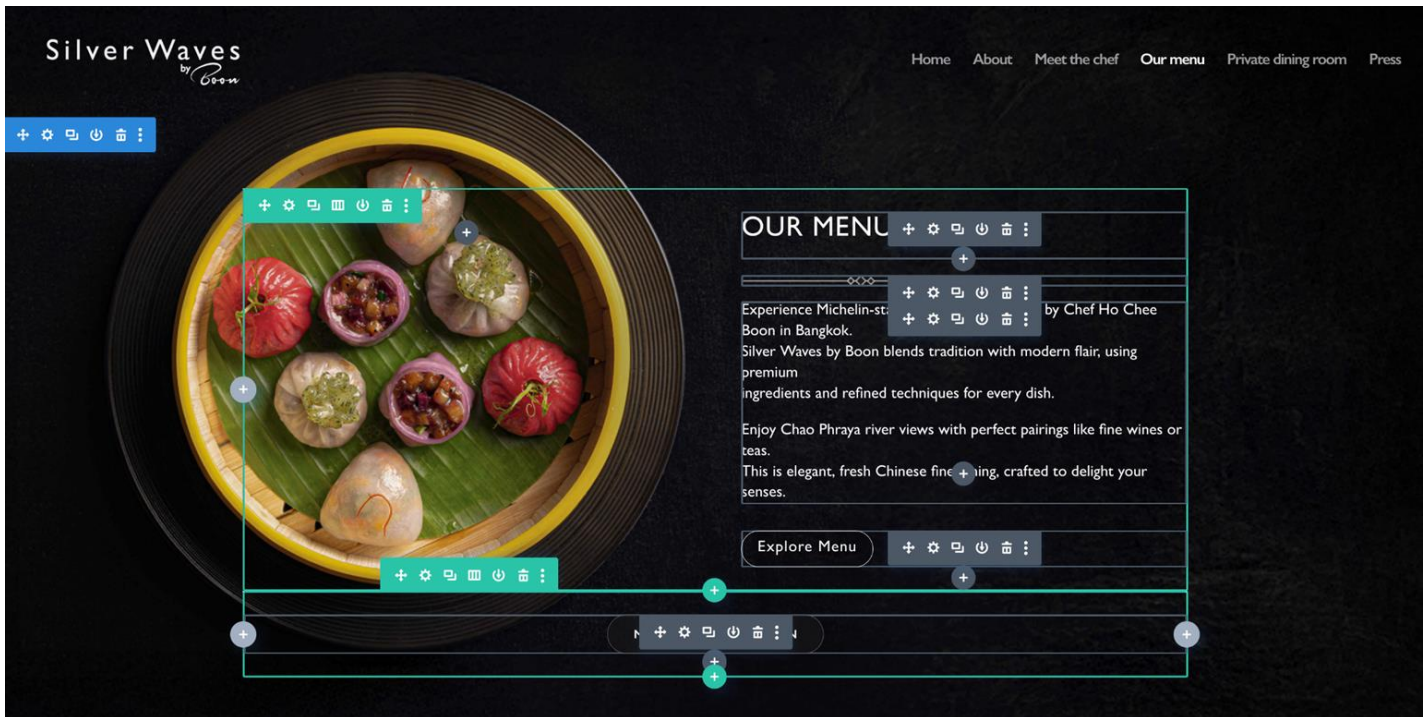 Silver Waves
by Boon
Home About Meet the chef Our menu Private dining room Press
OUR MENU
Experience Michelin-sta by Chef Ho Chee
Boon in Bangkok.
Silver Waves by Boon blends tradition with modern flair, using
premium
ingredients and refined techniques for every dish.
Enjoy Chao Phraya river views with perfect pairings like fine wines or
teas.
This is elegant, fresh Chinese fine ning, crafted to delight your
senses.
Explore Menu